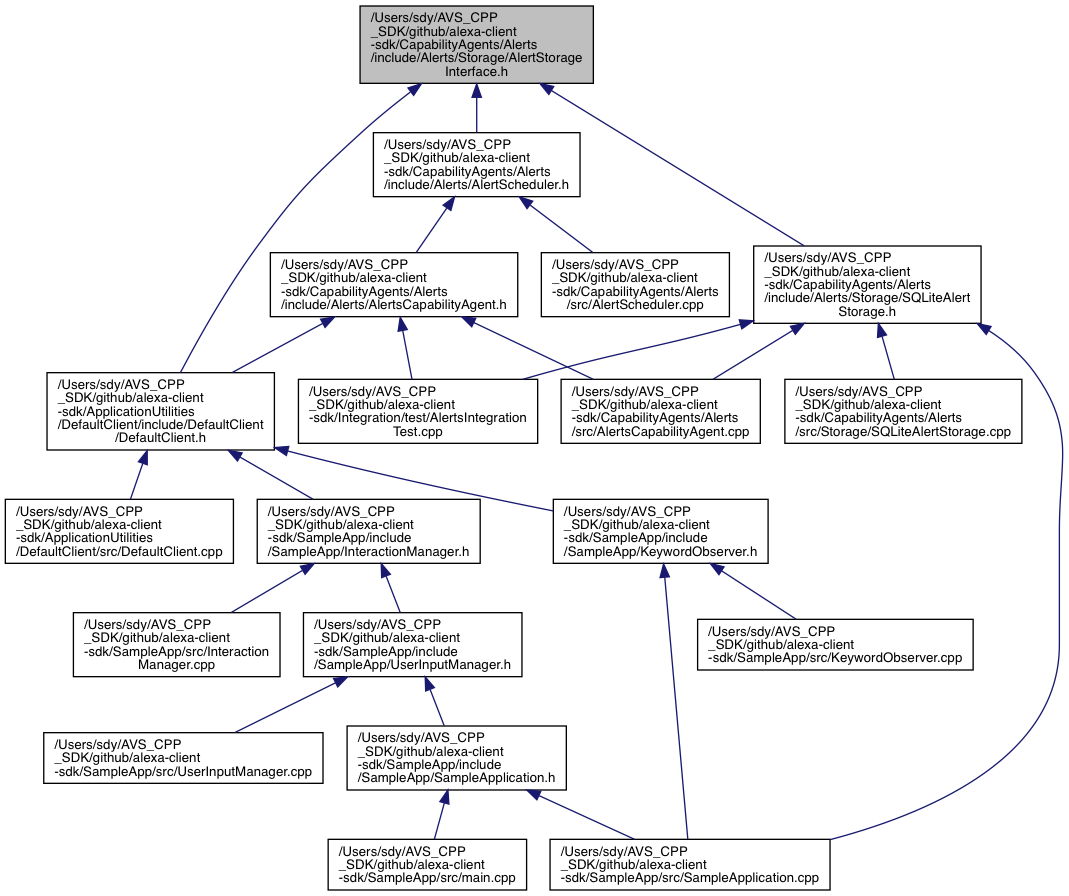 /Users/sdy/AVS_CPP
_SDK/github/alexa-client
-sdk/CapabilityAgents/Alerts
/include/Alerts/Storage/AlertStorage
Interface.h
/Users/sdy/AVS_CPP
_SDK/github/alexa-client
-sdk/CapabilityAgents/Alerts
/include/Alerts/AlertScheduler.h
/Users/sdy/AVS_CPP
_SDK/github/alexa-client
-sdk/CapabilityAgents/Alerts
/include/Alerts/AlertsCapabilityAgent.h
/Users/sdy/AVS_CPP
_SDK/github/alexa-client
-sdk/CapabilityAgents/Alerts
/src/AlertScheduler.cpp
/Users/sdy/AVS_CPP
_SDK/github/alexa-client
-sdk/CapabilityAgents/Alerts
/include/Alerts/Storage/SQLiteAlert
Storage.h
/Users/sdy/AVS_CPP
_SDK/github/alexa-client
-sdk/ApplicationUtilities
/DefaultClient/include/DefaultClient
/DefaultClient.h
/Users/sdy/AVS_CPP
_SDK/github/alexa-client
-sdk/Integration/test/AlertsIntegration
Test.cpp
/Users/sdy/AVS_CPP
_SDK/github/alexa-client
-sdk/CapabilityAgents/Alerts
/src/AlertsCapabilityAgent.cpp
/Users/sdy/AVS_CPP
_SDK/github/alexa-client
-sdk/CapabilityAgents/Alerts
/src/Storage/SQLiteAlertStorage.cpp
/Users/sdy/AVS_CPP
_SDK/github/alexa-client
-sdk/ApplicationUtilities
/DefaultClient/src/DefaultClient.cpp
/Users/sdy/AVS_CPP
_SDK/github/alexa-client
-sdk/SampleApp/include
/SampleApp/InteractionManager.h
/Users/sdy/AVS_CPP
_SDK/github/alexa-client
-sdk/SampleApp/include
/SampleApp/KeywordObserver.h
/Users/sdy/AVS_CPP
_SDK/github/alexa-client
-sdk/SampleApp/src/Interaction
Manager.cpp
/Users/sdy/AVS_CPP
_SDK/github/alexa-client
-sdk/SampleApp/include
/SampleApp/UserInputManager.h
/Users/sdy/AVS_CPP
_SDK/github/alexa-client
-sdk/SampleApp/src/KeywordObserver.cpp
/Users/sdy/AVS_CPP
_SDK/github/alexa-client
-sdk/SampleApp/src/UserInputManager.cpp
/Users/sdy/AVS_CPP
_SDK/github/alexa-client
-sdk/SampleApp/include
/SampleApp/SampleApplication.h
/Users/sdy/AVS_CPP
_SDK/github/alexa-client
-sdk/SampleApp/src/main.cpp
/Users/sdy/AVS_CPP
_SDK/github/alexa-client
-sdk/SampleApp/src/SampleApplication.cpp